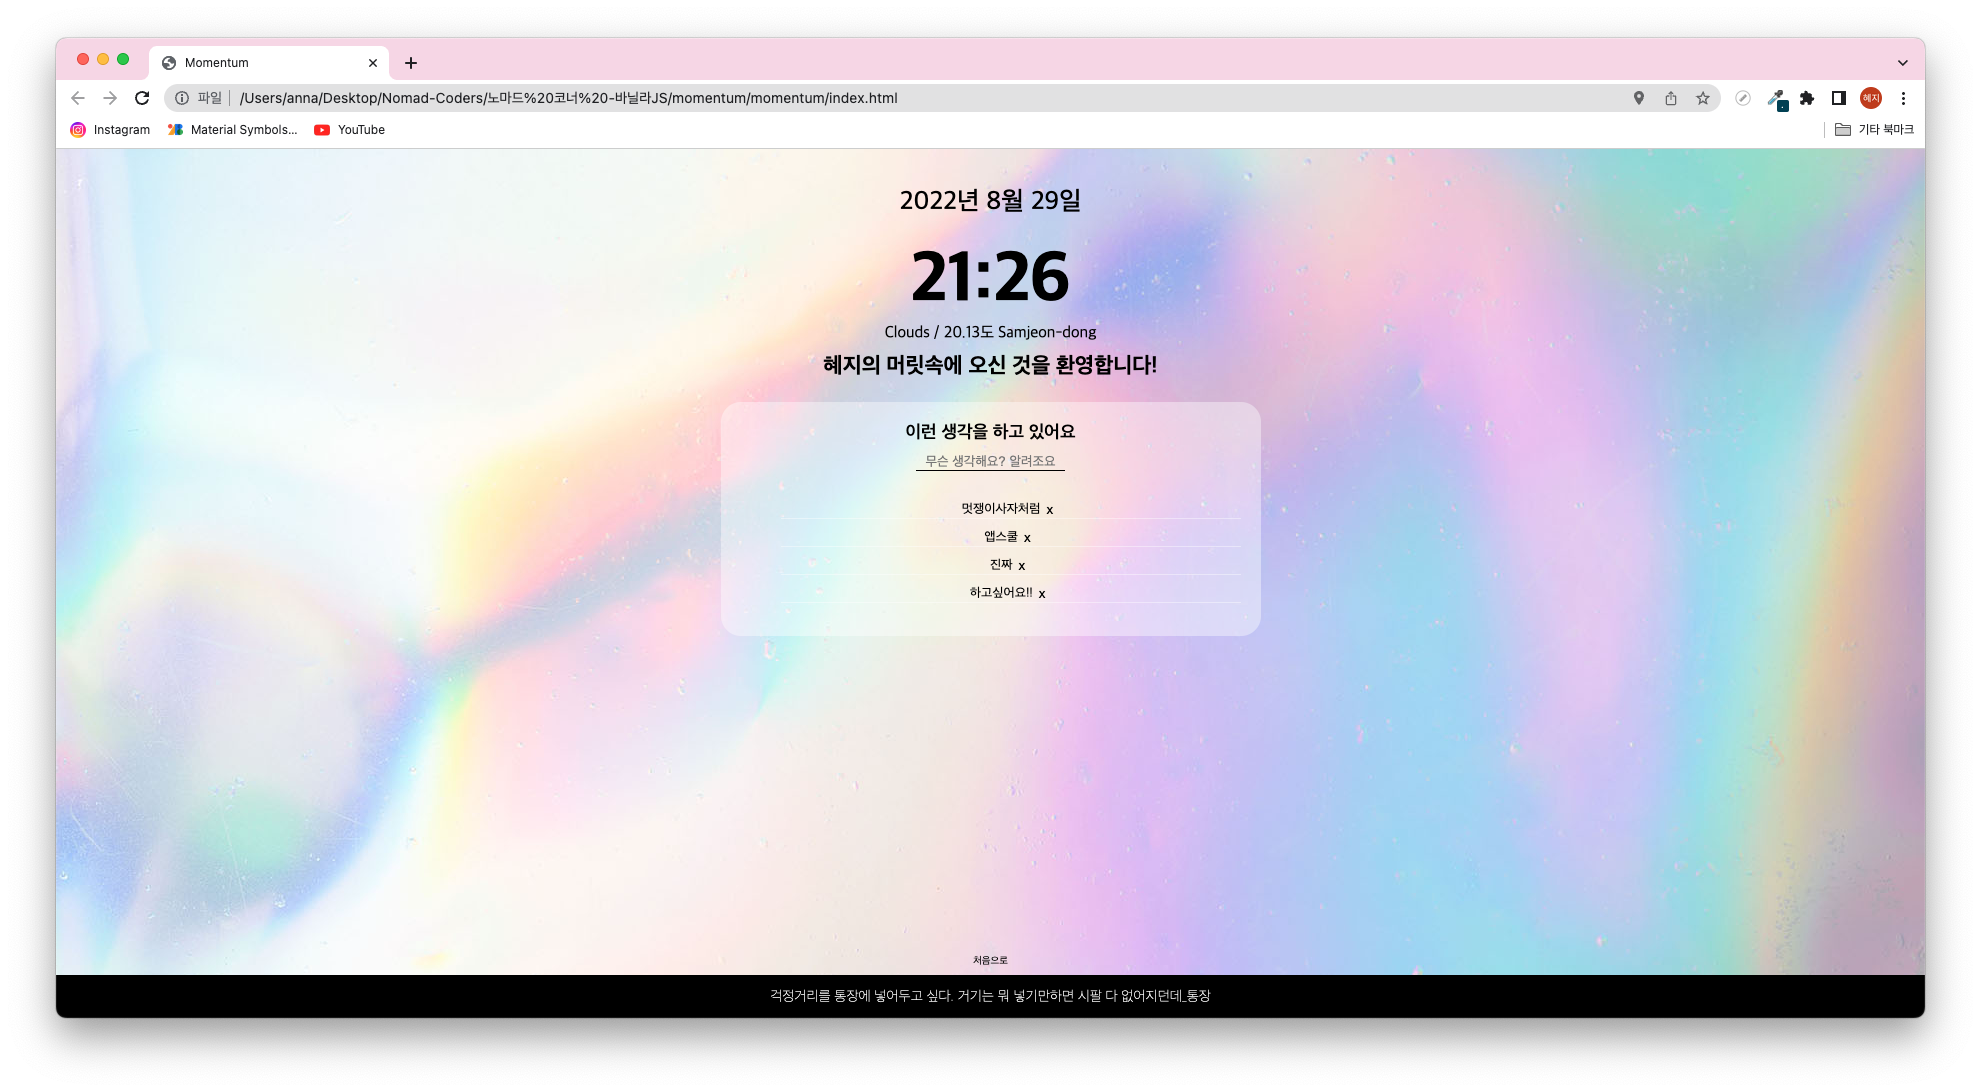 Momentum
파일 /Users/anna/Desktop/Nomad-Coders/노마드%20코너%20-바닐라JS/momentum/momentum/index.html
혜지
Instagram Material Symbols... YouTube 기타 북마크
2022년 8월 29일
21:26
Clouds / 20.13도 Samjeon-dong
혜지의 머릿속에 오신 것을 환영합니다!
이런 생각을 하고 있어요
무슨 생각해요? 알려조요
멋쟁이사자처럼 x
앱스쿨 x
진짜 x
하고싶어요!! x
처음으로
걱정거리를 통장에 넣어두고 싶다. 거기는 뭐 넣기만하면 시팔 다 없어지던데_통장